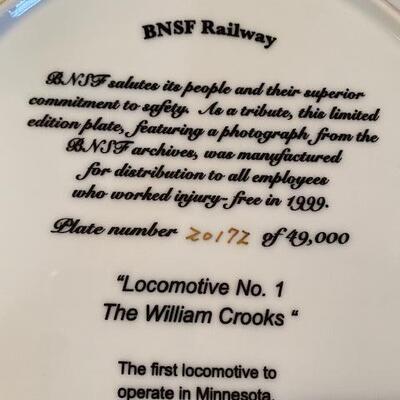 BNSF Railway
BNSF salutes its people and their superior
commitment to safety. As a tribute, this limited
edition plate, featuring a photograph from the
BNSF archives, was manufactured
for distribution to all employees
who worked injury-free in 1999.
Plate number 20172 of 49,000
"Locomotive No. 1
The William Crooks "
The first locomotive to
operate in Minnesota.